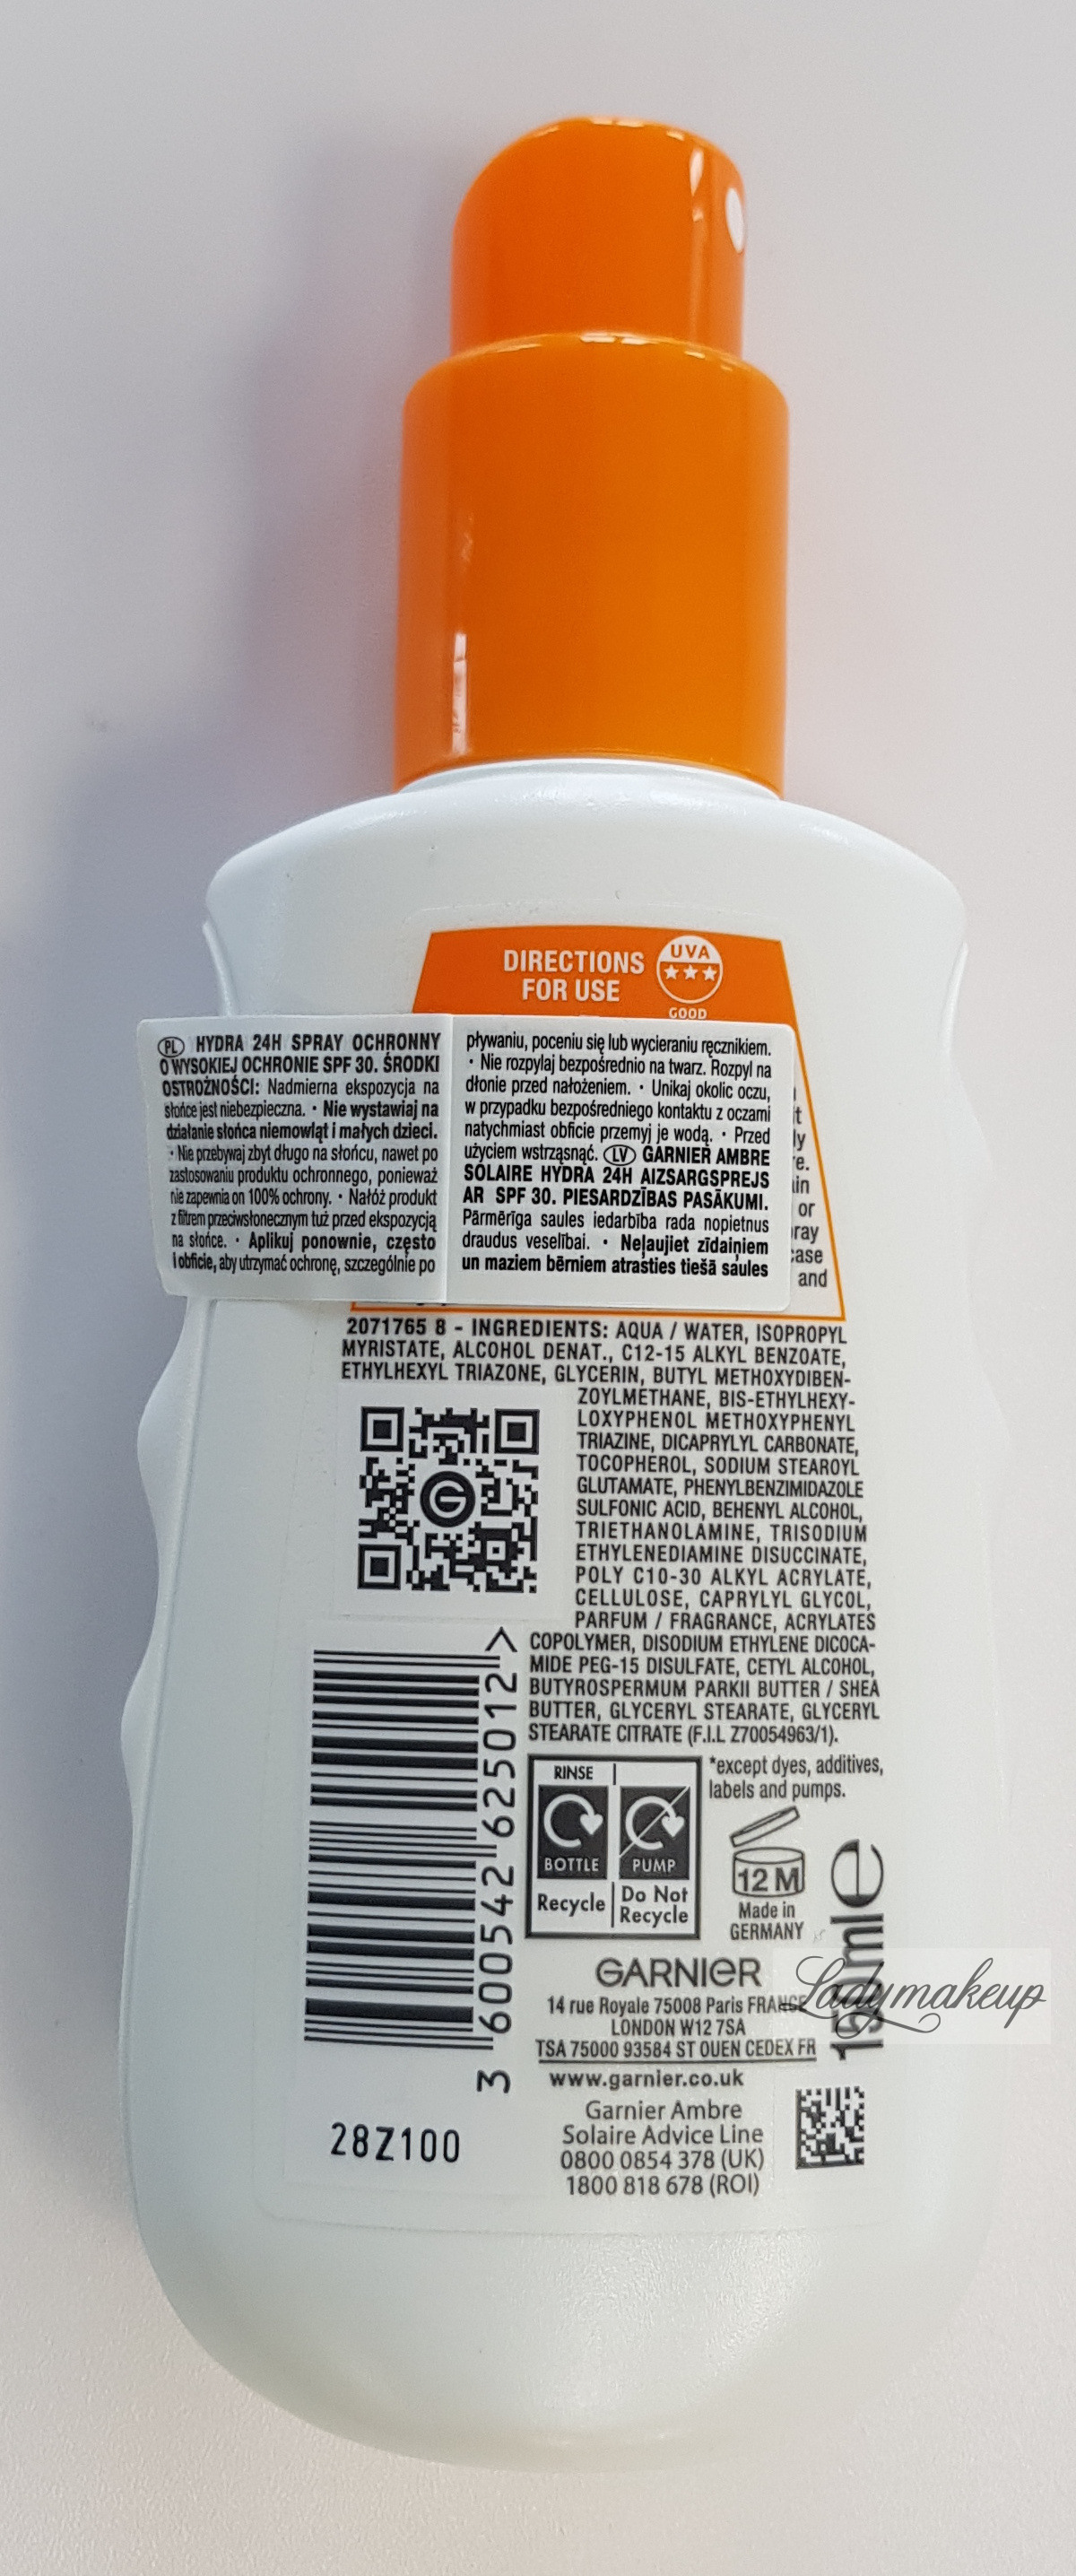 DIRECTIONS
FOR USE
UVA
GOOD
PL HYDRA 24H SPRAY OCHRONNY
O WYSOKIEJ OCHRONIE SPF 30. ŚRODKI
OSTROŻNOŚCI: Nadmierna ekspozycja na
słońce jest niebezpieczna. • Nie wystawiaj na
działanie słońca niemowląt i małych dzieci.
• Nie przebywaj zbyt długo na słońcu, nawet po
zastosowaniu produktu ochronnego, ponieważ
nie zapewnia on 100% ochrony. • Nałóż produkt
z filtrem przeciwsłonecznym tuż przed ekspozycją
na słońce. • Aplikuj ponownie, często
i obficie, aby utrzymać ochronę, szczególnie po
pływaniu, poceniu się lub wycieraniu ręcznikiem.
• Nie rozpylaj bezpośrednio na twarz. Rozpyl na
dłonie przed nałożeniem. • Unikaj okolic oczu,
w przypadku bezpośredniego kontaktu z oczami
natychmiast obficie przemyj je wodą. • Przed
użyciem wstrząsnąć. LV GARNIER AMBRE
SOLAIRE HYDRA 24H AIZSARGSPREJS
AR SPF 30. PIESARDZĪBAS PASĀKUMI.
Pārmērīga saules iedarbība rada nopietnus
draudus veselībai. • Neļaujiet zīdaiņiem
un maziem bērniem atrasties tiešā saules
or
and
2071765 8 - INGREDIENTS: AQUA / WATER, ISOPROPYL
MYRISTATE, ALCOHOL DENAT., C12-15 ALKYL BENZOATE,
ETHYLHEXYL TRIAZONE, GLYCERIN, BUTYL METHOXYDIBEN-
ZOYLMETHANE, BIS-ETHYLHEXY-
LOXYPHENOL METHOXYPHENYL
TRIAZINE, DICAPRYLYL CARBONATE,
TOCOPHEROL, SODIUM STEAROYL
GLUTAMATE, PHENYLBENZIMIDAZOLE
SULFONIC ACID, BEHENYL ALCOHOL,
TRIETHANOLAMINE, TRISODIUM
ETHYLENEDIAMINE DISUCCINATE,
POLY C10-30 ALKYL ACRYLATE,
CELLULOSE, CAPRYLYL GLYCOL,
PARFUM / FRAGRANCE, ACRYLATES
COPOLYMER, DISODIUM ETHYLENE DICOCA-
MIDE PEG-15 DISULFATE, CETYL ALCOHOL,
BUTYROSPERMUM PARKII BUTTER / SHEA
BUTTER, GLYCERYL STEARATE, GLYCERYL
STEARATE CITRATE (F.I.L Z70054963/1).
G
3 600542 625012 >
*except dyes, additives,
labels and pumps.
RINSE
BOTTLE PUMP
Recycle
Do Not
Recycle
12 M
Made in
GERMANY
150 ml e
GARNIER
14 rue Royale 75008 Paris FRANCE
LONDON W12 7SA
TSA 75000 93584 ST OUEN CEDEX FR
www.garnier.co.uk
Garnier Ambre
Solaire Advice Line
0800 0854 378 (UK)
1800 818 678 (ROI)
28Z100
Ladymakeup